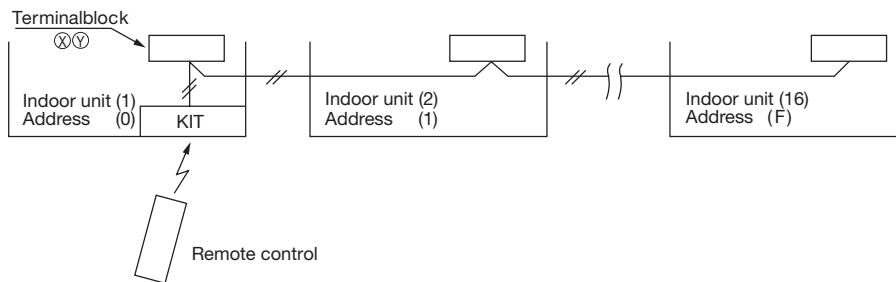 Terminalblock
ⓍⓎ
Indoor unit (1)
Address (0)
KIT
Indoor unit (2)
Address (1)
Indoor unit (16)
Address (F)
Remote control